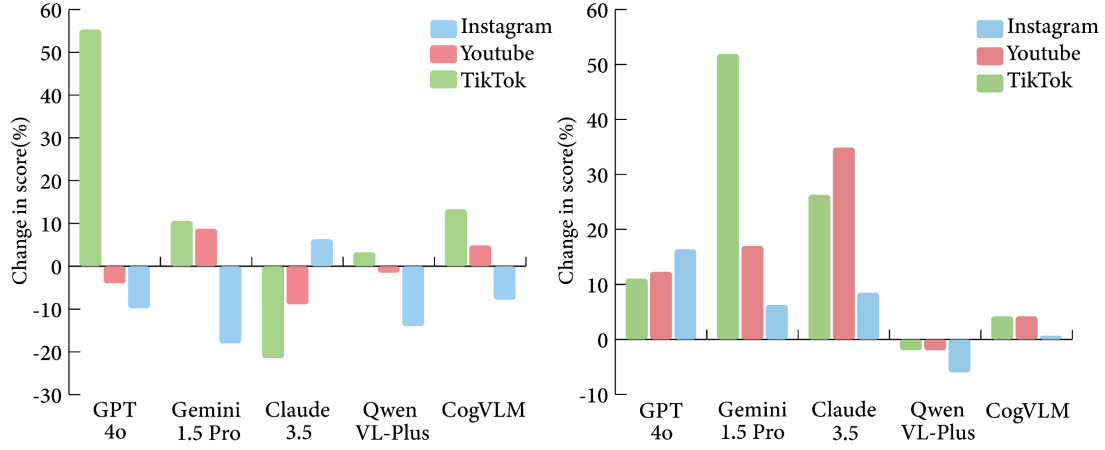 Change in score(%)
60
50
40
30
20
10
0
-10
-20
-30
Instagram
Youtube
TikTok
GPT
4o
Gemini
1.5 Pro
Claude
3.5
Qwen
VL-Plus
CogVLM
Change in score(%)
60
50
40
30
20
10
0
-10
Instagram
Youtube
TikTok
GPT
4o
Gemini
1.5 Pro
Claude
3.5
Qwen
VL-Plus
CogVLM